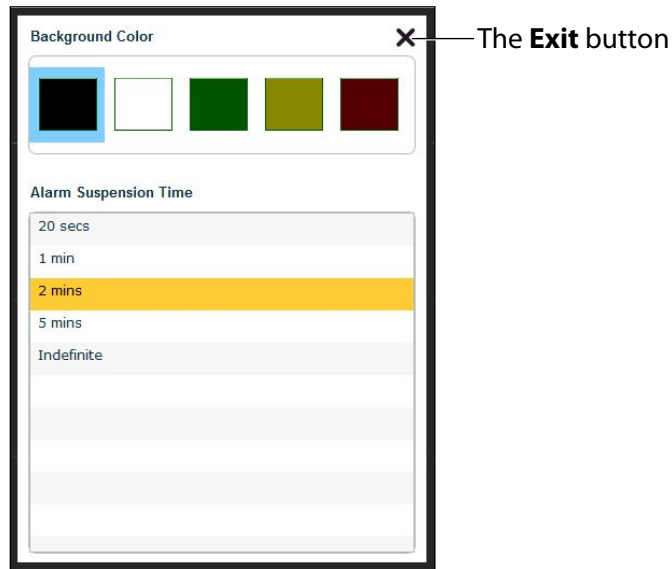 Background Color
The Exit button
Alarm Suspension Time
20 secs
1 min
2 mins
5 mins
Indefinite